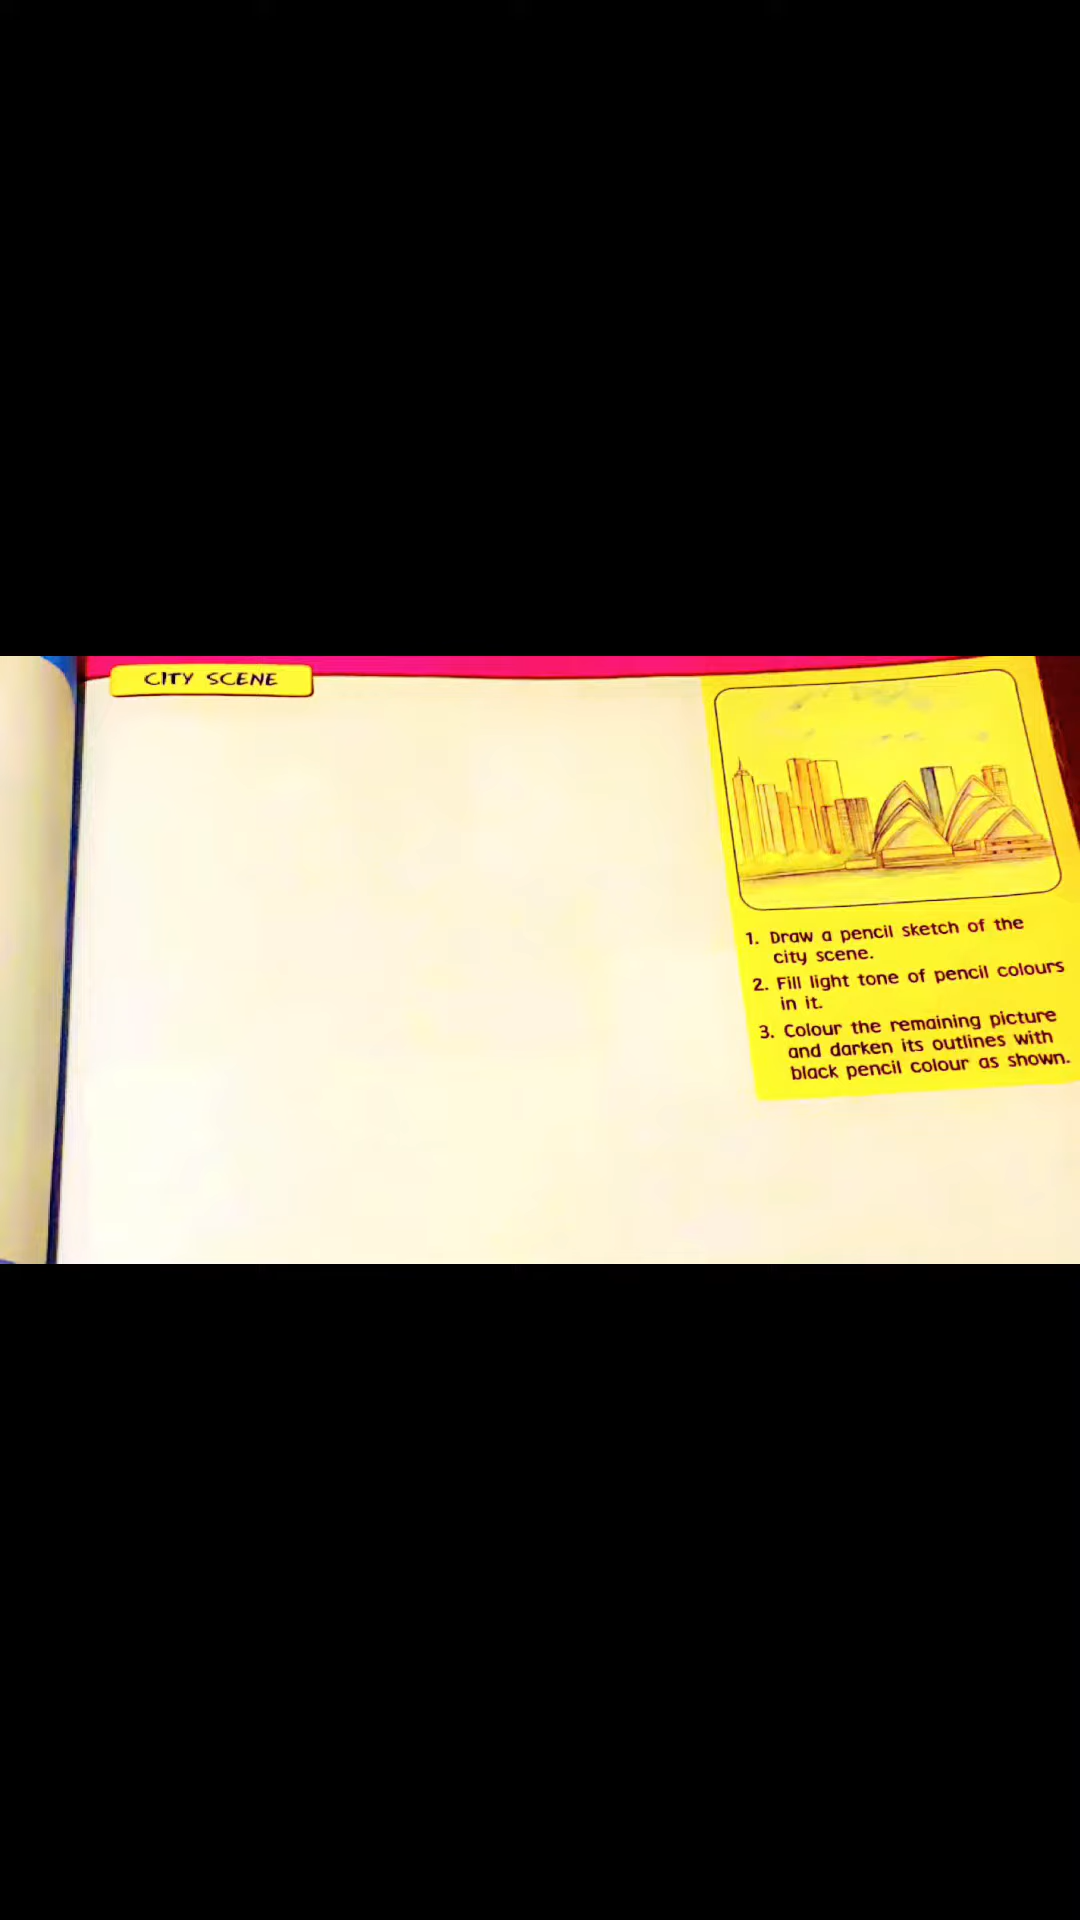 CITY SCENE
1. Draw a pencil sketch of the
city scene.
2. Fill light tone of pencil colours
in it.
3. Colour the remaining picture
and darken its outlines with
black pencil colour as shown.